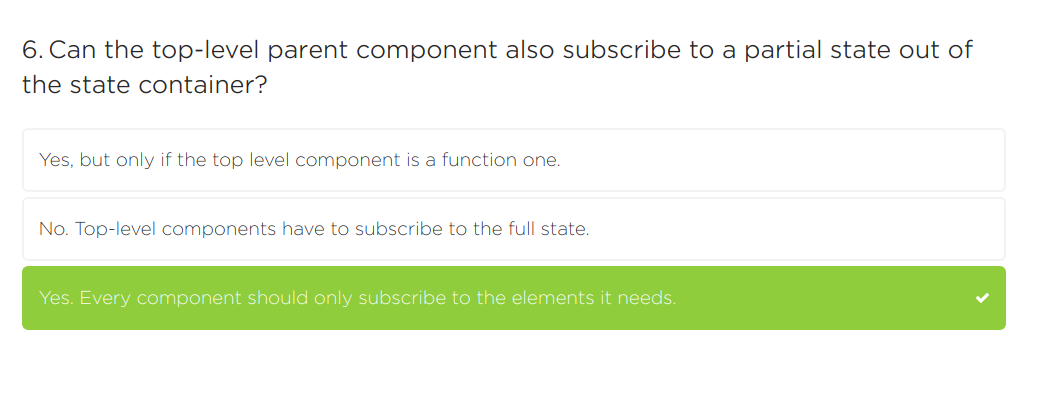 6. Can the top-level parent component also subscribe to a partial state out of
the state container?
Yes, but only if the top level component is a function one.
No. Top-level components have to subscribe to the full state.
Yes. Every component should only subscribe to the elements it needs.